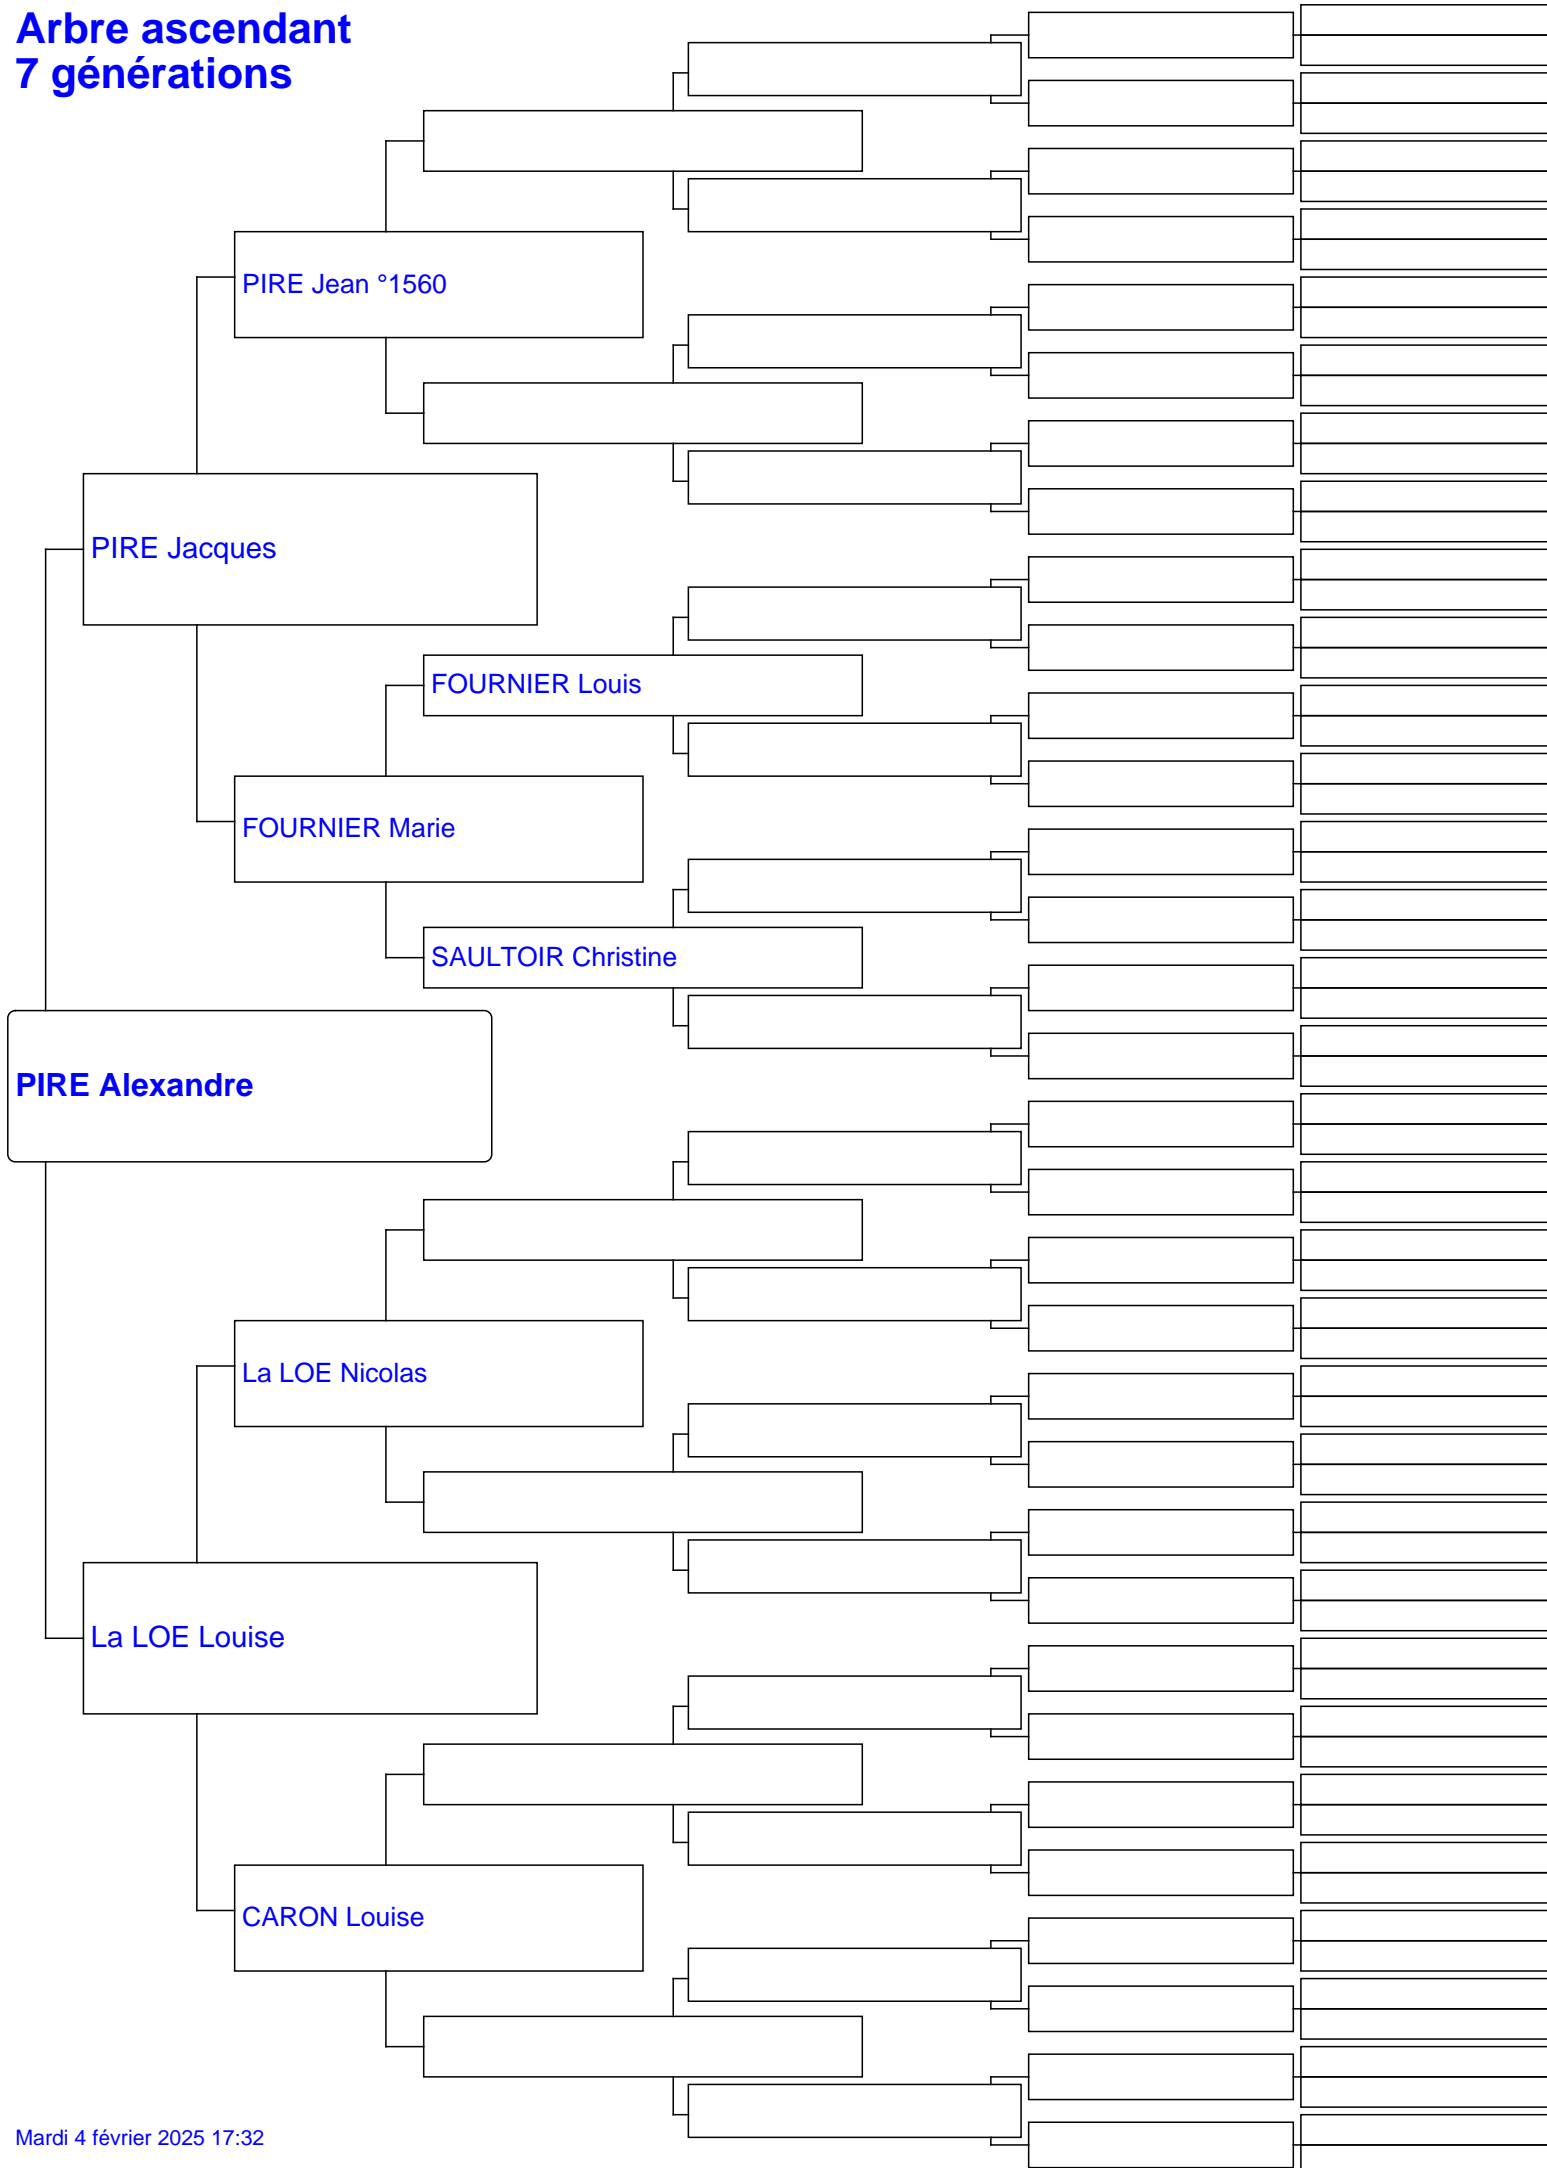 Arbre ascendant
7 générations
PIRE Jean °1560
PIRE Jacques
FOURNIER Louis
FOURNIER Marie
SAULTOIR Christine
PIRE Alexandre
La LOE Nicolas
La LOE Louise
CARON Louise
Mardi 4 février 2025 17:32